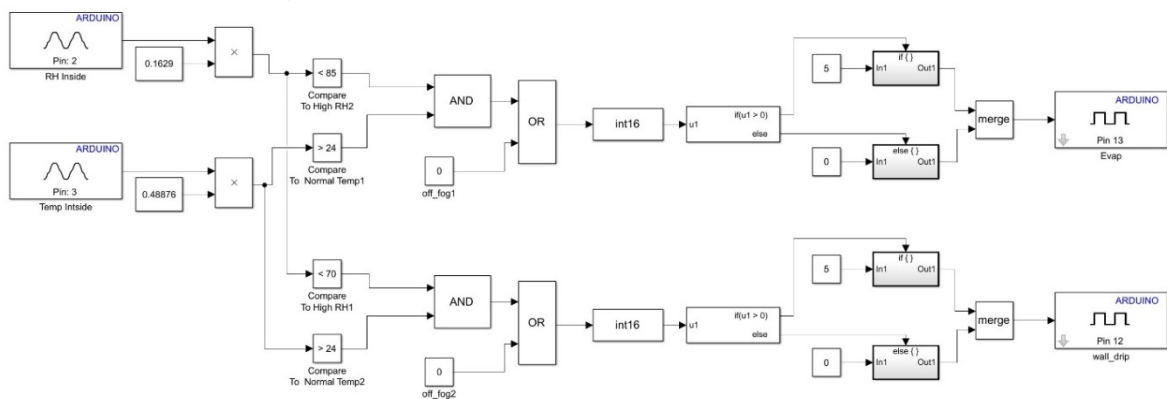 ARDUINO
Pin: 2
RH Inside
0.1629
×
< 85
Compare
To High RH2
AND
OR
> 24
Compare
To Normal Temp1
0
off_fog1
int16
u1
if(u1 > 0)
else
5
if { }
In1
Out1
0
else { }
In1
Out1
merge
ARDUINO
Pin 13
Evap
ARDUINO
Pin: 3
Temp Intside
0.48876
×
< 70
Compare
To High RH1
AND
OR
> 24
Compare
To Normal Temp2
0
off_fog2
int16
u1
if(u1 > 0)
else
5
if { }
In1
Out1
0
else { }
In1
Out1
merge
ARDUINO
Pin 12
wall_drip